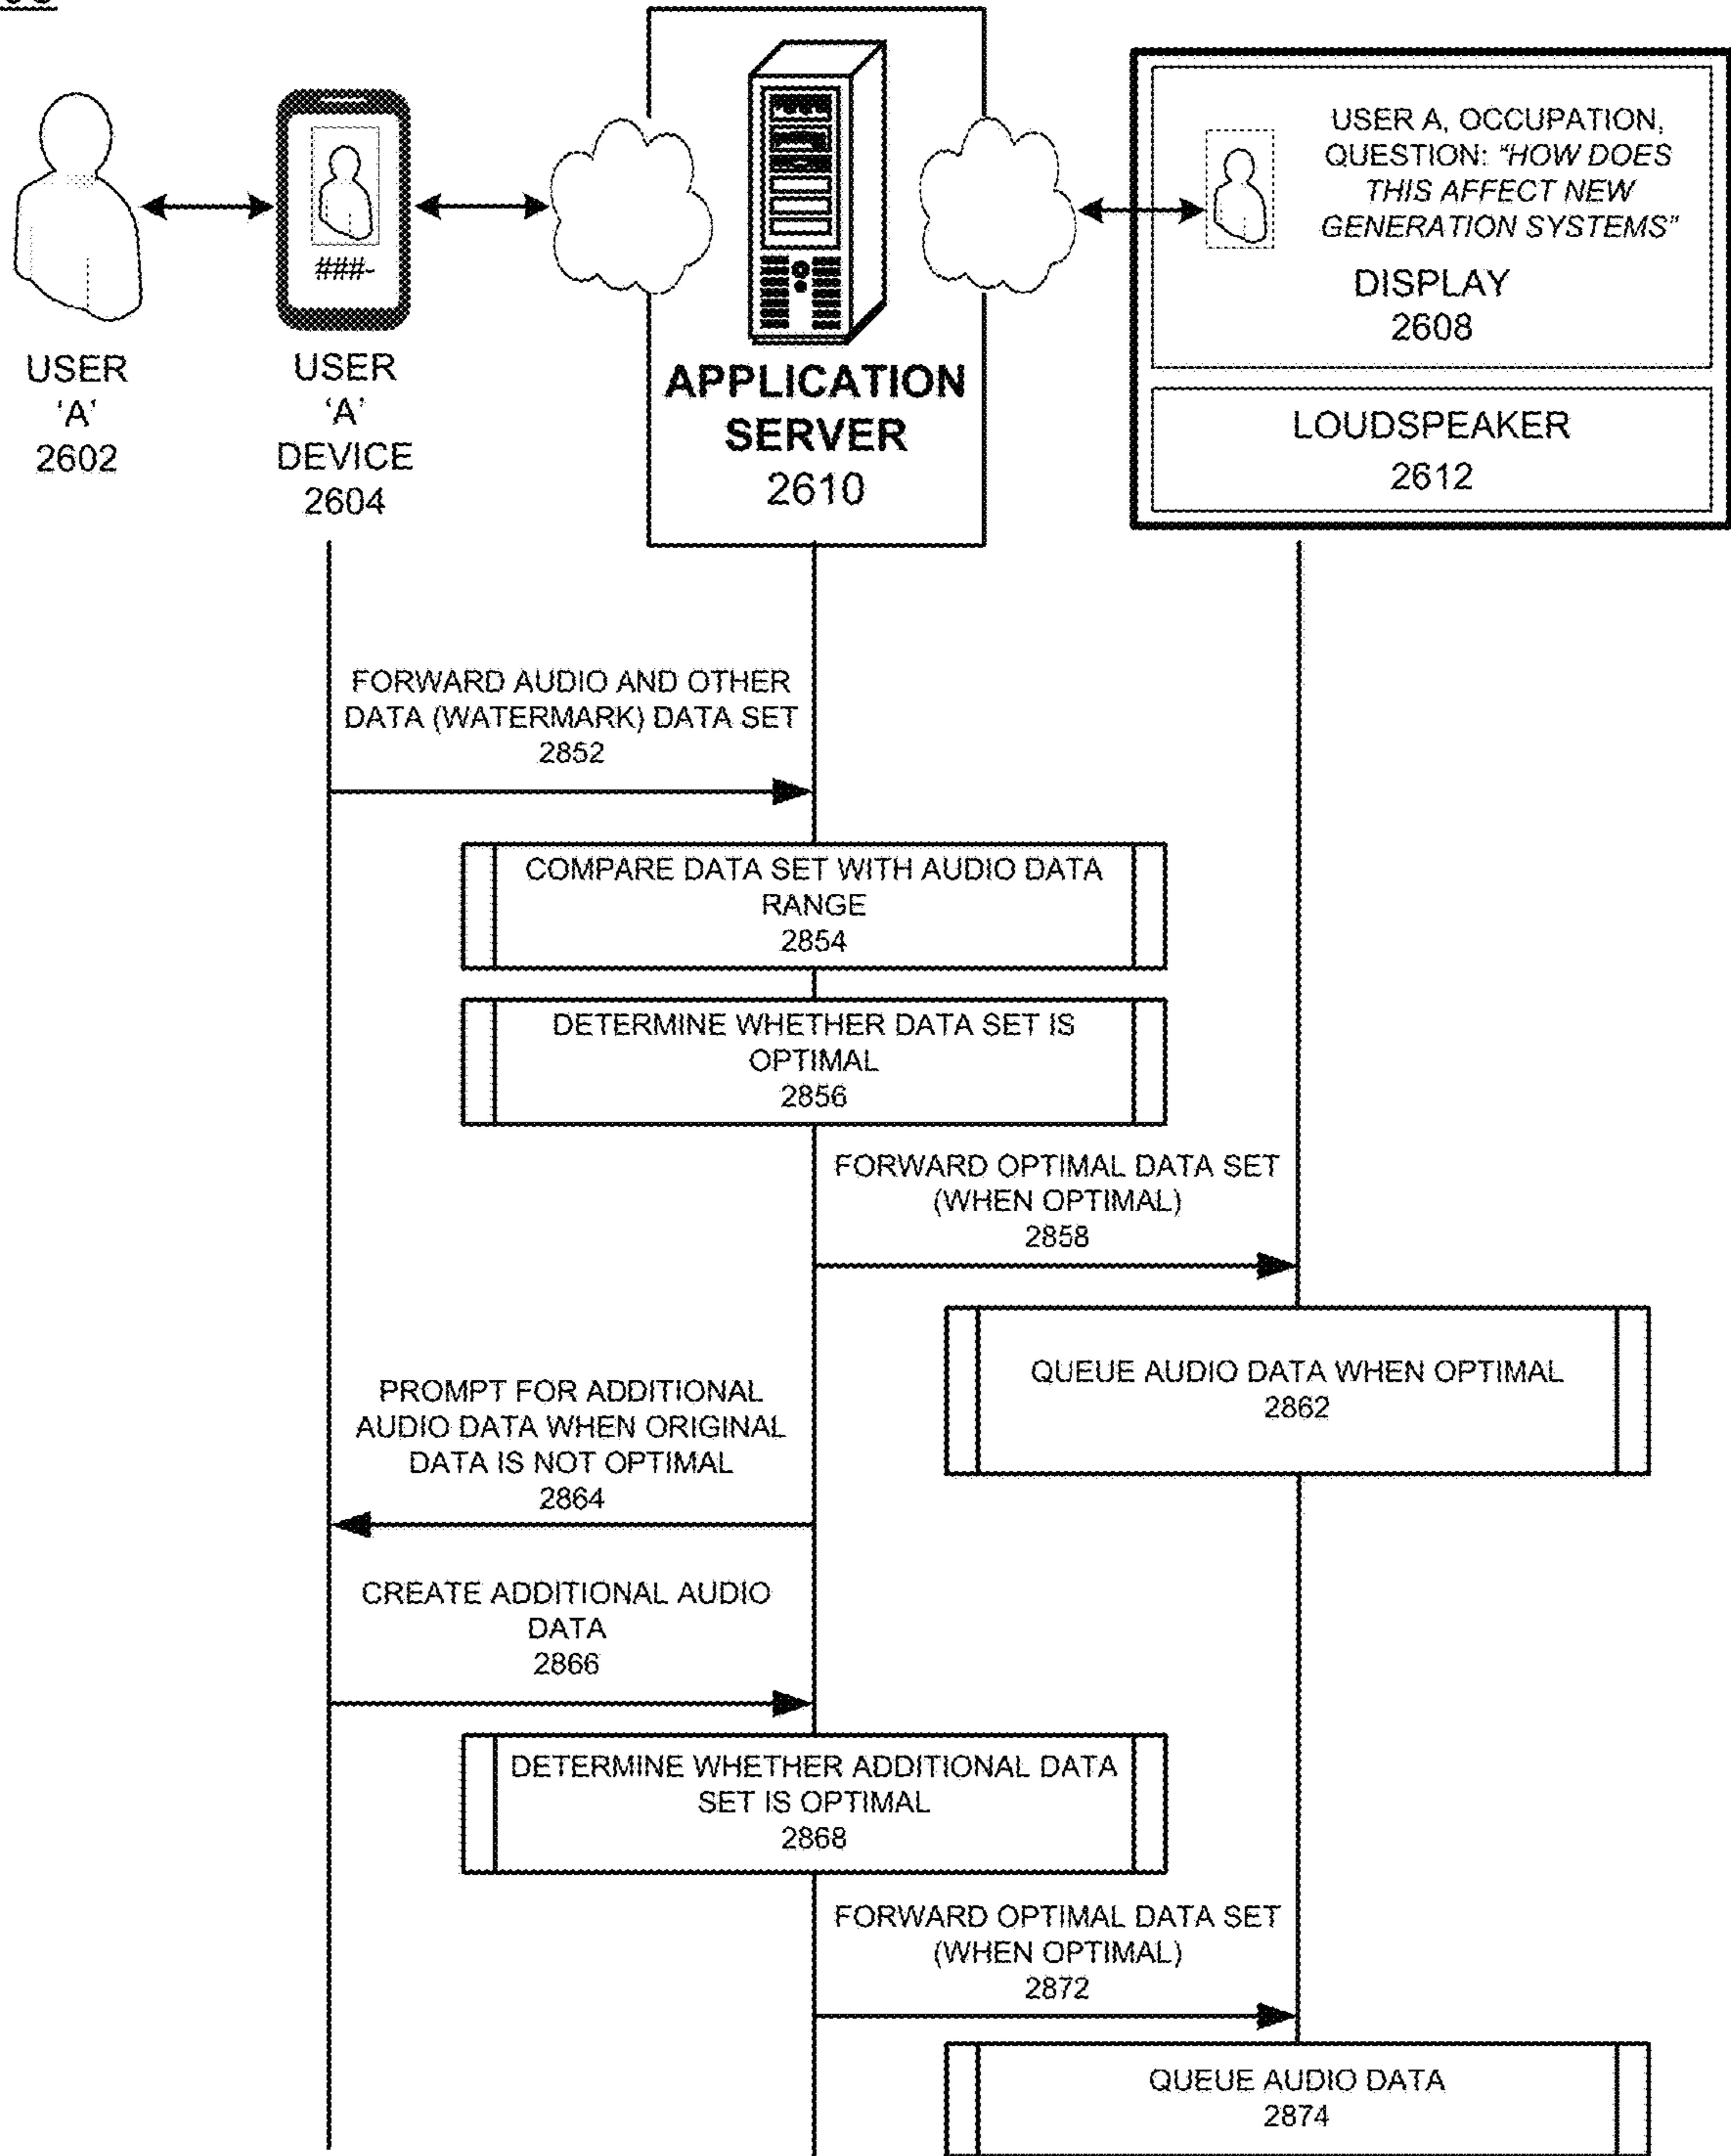 USER
'A'
2602
###-
USER
'A'
DEVICE
2604
APPLICATION
SERVER
2610
USER A, OCCUPATION,
QUESTION: "HOW DOES
THIS AFFECT NEW
GENERATION SYSTEMS"
DISPLAY
2608
LOUDSPEAKER
2612
FORWARD AUDIO AND OTHER
DATA (WATERMARK) DATA SET
2852
COMPARE DATA SET WITH AUDIO DATA
RANGE
2854
DETERMINE WHETHER DATA SET IS
OPTIMAL
2856
FORWARD OPTIMAL DATA SET
(WHEN OPTIMAL)
2858
QUEUE AUDIO DATA WHEN OPTIMAL
2862
PROMPT FOR ADDITIONAL
AUDIO DATA WHEN ORIGINAL
DATA IS NOT OPTIMAL
2864
CREATE ADDITIONAL AUDIO
DATA
2866
DETERMINE WHETHER ADDITIONAL DATA
SET IS OPTIMAL
2868
FORWARD OPTIMAL DATA SET
(WHEN OPTIMAL)
2872
QUEUE AUDIO DATA
2874